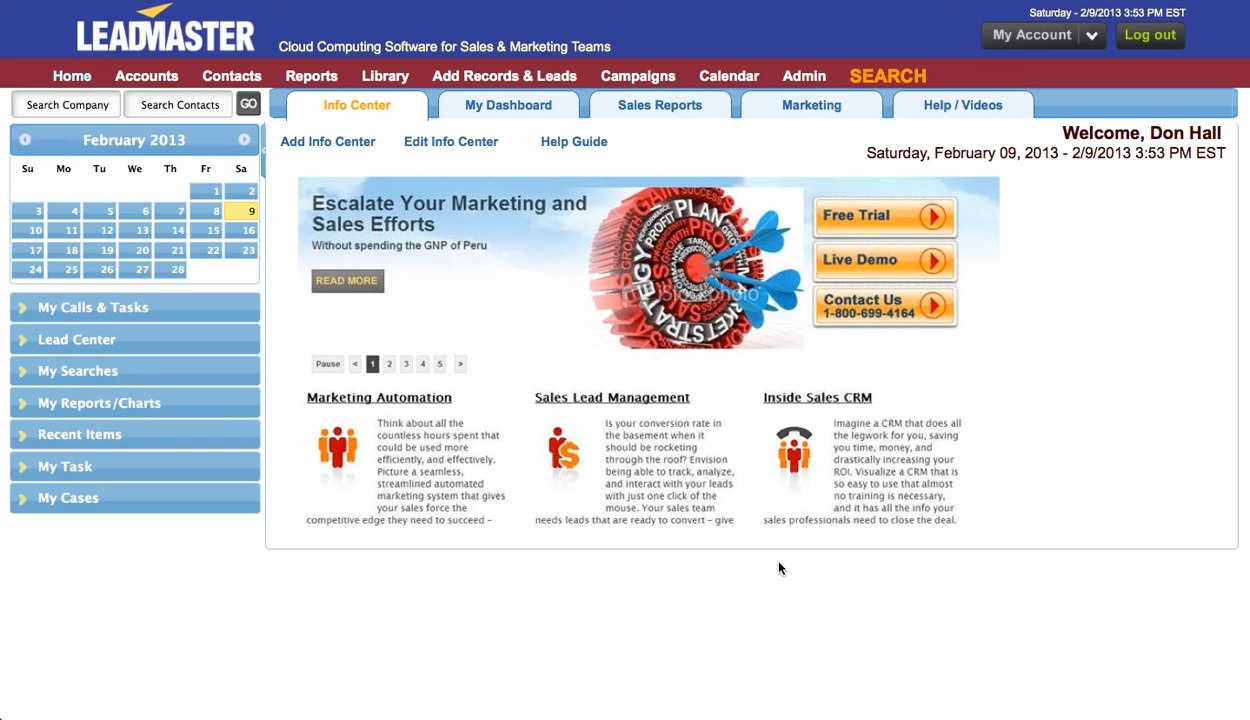 LEADMASTER
Cloud Computing Software for Sales & Marketing Teams
Saturday - 2/9/2013 3:53 PM EST
My Account
Log out
Home Accounts Contacts Reports Library Add Records & Leads Campaigns Calendar Admin SEARCH
Search Company Search Contacts GO
Info Center My Dashboard Sales Reports Marketing Help / Videos
February 2013
Su Mo Tu We Th Fr Sa
1 2
3 4 5 6 7 8 9
10 11 12 13 14 15 16
17 18 19 20 21 22 23
24 25 26 27 28
My Calls & Tasks
Lead Center
My Searches
My Reports/Charts
Recent Items
My Task
My Cases
Add Info Center Edit Info Center Help Guide
Welcome, Don Hall
Saturday, February 09, 2013 - 2/9/2013 3:53 PM EST
Escalate Your Marketing and
Sales Efforts
Without spending the GNP of Peru
READ MORE
GAIN SUCCESS
PLAN
PROFIT
GROWTH
STRATEGY
MARKET
TARGET
Free Trial
Live Demo
Contact Us
1-800-699-4164
Pause < 1 2 3 4 5 >
Marketing Automation
Think about all the
countless hours spent that
could be used more
efficiently, and effectively.
Picture a seamless,
streamlined automated
marketing system that gives
your sales force the
competitive edge they need to succeed –
Sales Lead Management
Is your conversion rate in
the basement when it
should be rocketing
through the roof? Envision
being able to track, analyze,
and interact with your leads
with just one click of the
mouse. Your sales team
needs leads that are ready to convert – give
Inside Sales CRM
Imagine a CRM that does all
the legwork for you, saving
you time, money, and
drastically increasing your
ROI. Visualize a CRM that is
so easy to use that almost
no training is necessary,
and it has all the info your
sales professionals need to close the deal.